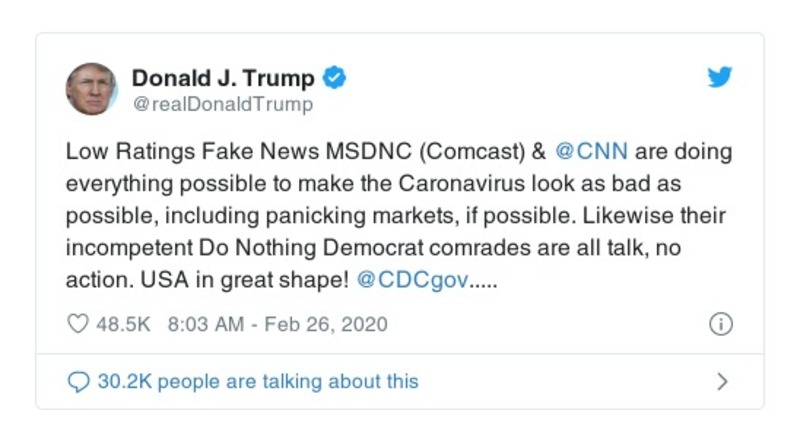 Donald J. Trump
@realDonaldTrump
Low Ratings Fake News MSDNC (Comcast) & @CNN are doing
everything possible to make the Caronavirus look as bad as
possible, including panicking markets, if possible. Likewise their
incompetent Do Nothing Democrat comrades are all talk, no
action. USA in great shape! @CDCgov.....
48.5K 8:03 AM - Feb 26, 2020
30.2K people are talking about this